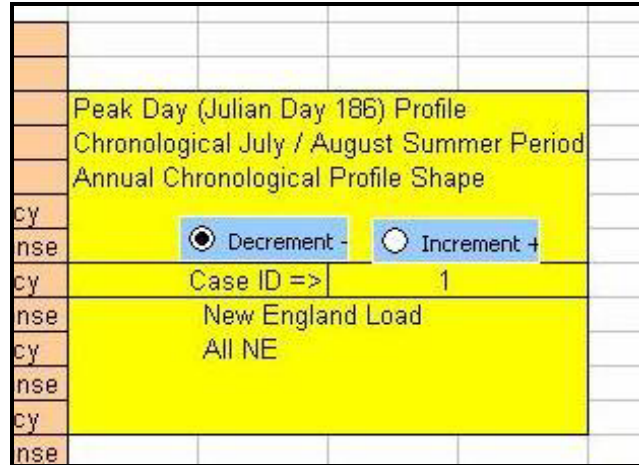 Peak Day (Julian Day 186) Profile
Chronological July / August Summer Period
Annual Chronological Profile Shape
cy
nse Decrement - Increment +
cy Case ID => 1
nse New England Load
cy All NE
nse
cy
nse